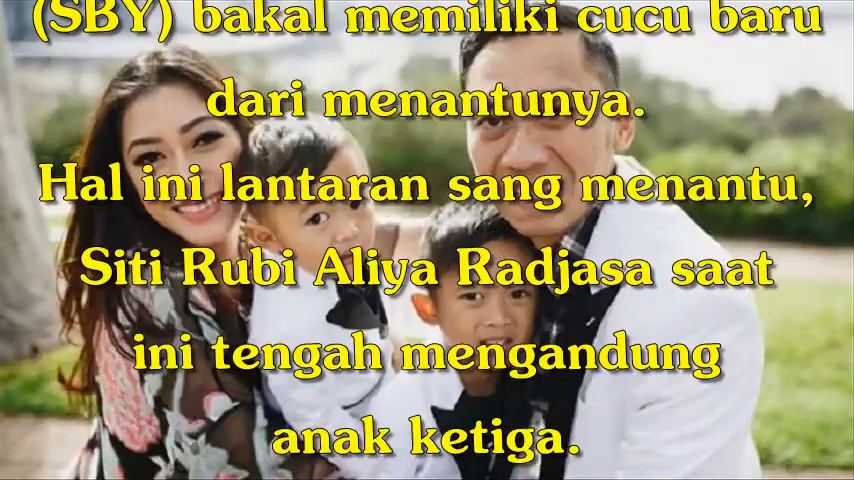 (SBY) bakal memiliki cucu baru
dari menantunya.
Hal ini lantaran sang menantu,
Siti Rubi Aliya Radjasa saat
ini tengah mengandung
anak ketiga.